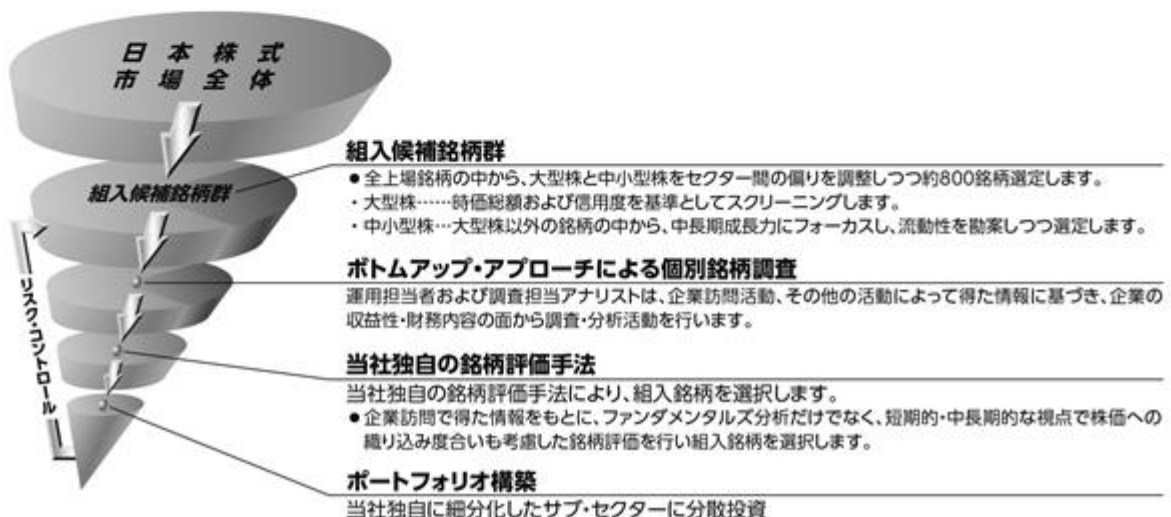 日本株式
市場全体
組入候補銘柄群
リスク・コントロール
組入候補銘柄群
●全上場銘柄の中から、大型株と中小型株をセクター間の偏りを調整しつつ約800銘柄選定します。
・大型株……時価総額および信用度を基準としてスクリーニングします。
・中小型株…大型株以外の銘柄の中から、中長期成長力にフォーカスし、流動性を勘案しつつ選定します。
ボトムアップ・アプローチによる個別銘柄調査
運用担当者および調査担当アナリストは、企業訪問活動、その他の活動によって得た情報に基づき、企業の
収益性・財務内容の面から調査・分析活動を行います。
当社独自の銘柄評価手法
当社独自の銘柄評価手法により、組入銘柄を選択します。
●企業訪問で得た情報をもとに、ファンダメンタルズ分析だけでなく、短期的・中長期的な視点で株価への
織り込み度合いも考慮した銘柄評価を行い組入銘柄を選択します。
ポートフォリオ構築
当社独自に細分化したサブ・セクターに分散投資